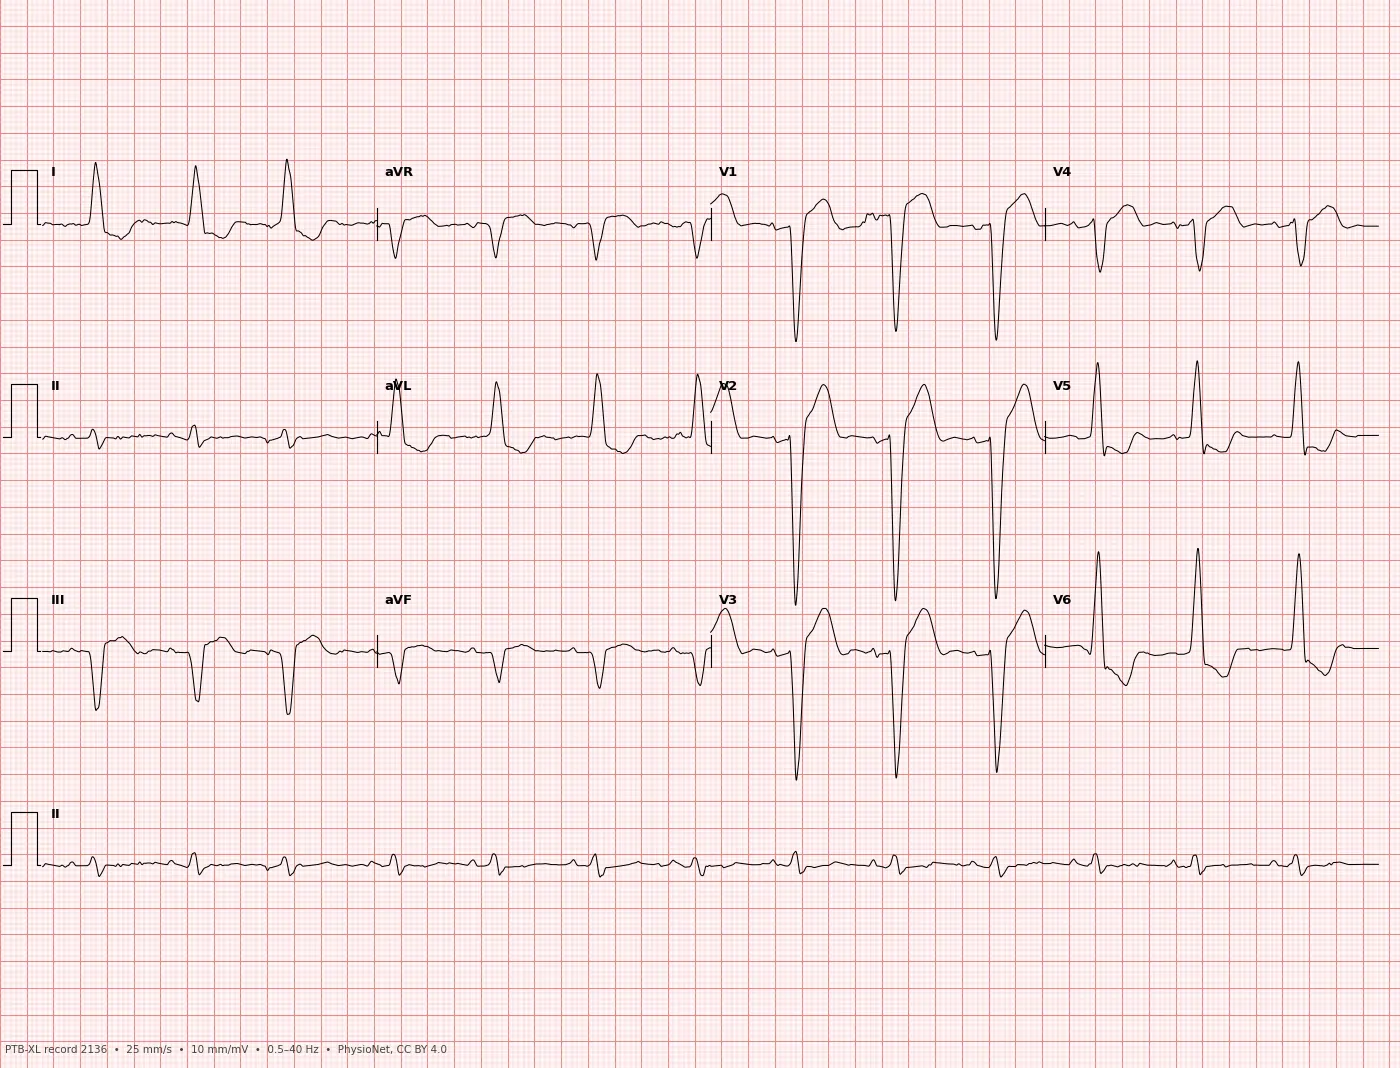 I aVR V1 V4
II aVL V2 V5
III aVF V3 V6
II
PTB-XL record 2136 • 25 mm/s • 10 mm/mV • 0.5–40 Hz • PhysioNet, CC BY 4.0